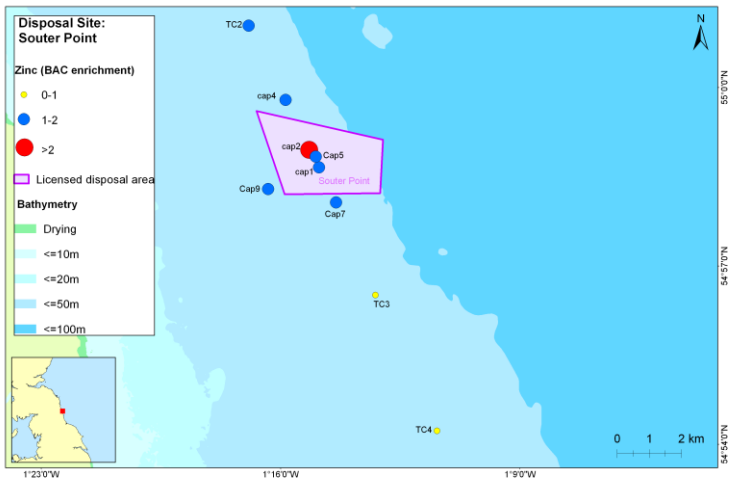 Disposal Site:
Souter Point
Zinc (BAC enrichment)
0-1
1-2
>2
Licensed disposal area
Bathymetry
Drying
<=10m
<=20m
<=50m
<=100m
TC2
cap4
cap2
Cap5
cap1
Souter Point
Cap9
Cap7
TC3
TC4
N
55°0'0"N
54°57'0"N
54°54'0"N
0 1 2 km
1°23'0"W 1°16'0"W 1°9'0"W